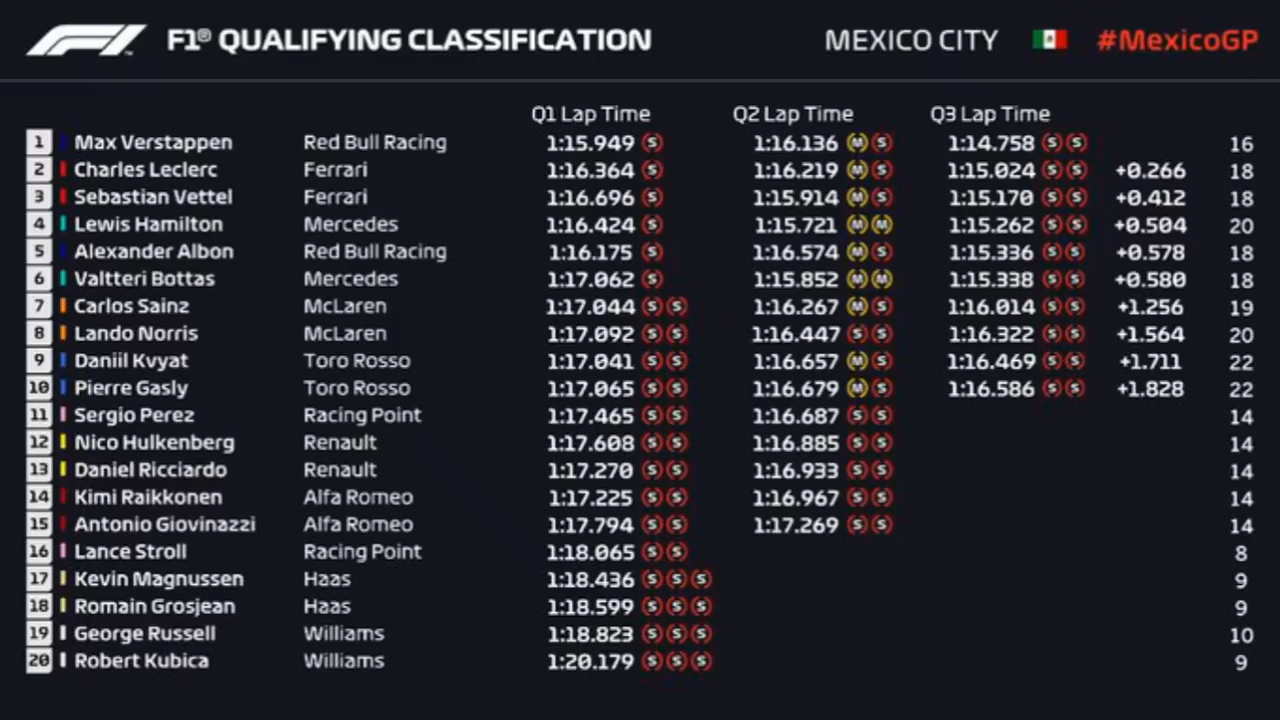 F1® QUALIFYING CLASSIFICATION MEXICO CITY #MexicoGP
Q1 Lap Time Q2 Lap Time Q3 Lap Time
1 Max Verstappen Red Bull Racing 1:15.949 S 1:16.136 M S 1:14.758 S S 16
2 Charles Leclerc Ferrari 1:16.364 S 1:16.219 M S 1:15.024 S S +0.266 18
3 Sebastian Vettel Ferrari 1:16.696 S 1:15.914 M S 1:15.170 S S +0.412 18
4 Lewis Hamilton Mercedes 1:16.424 S 1:15.721 M M 1:15.262 S S +0.504 20
5 Alexander Albon Red Bull Racing 1:16.175 S 1:16.574 M S 1:15.336 S S +0.578 18
6 Valtteri Bottas Mercedes 1:17.062 S 1:15.852 M M 1:15.338 S S +0.580 18
7 Carlos Sainz McLaren 1:17.044 S S 1:16.267 M S 1:16.014 S S +1.256 19
8 Lando Norris McLaren 1:17.092 S S 1:16.447 S S 1:16.322 S S +1.564 20
9 Daniil Kvyat Toro Rosso 1:17.041 S S 1:16.657 M S 1:16.469 S S +1.711 22
10 Pierre Gasly Toro Rosso 1:17.065 S S 1:16.679 M S 1:16.586 S S +1.828 22
11 Sergio Perez Racing Point 1:17.465 S S 1:16.687 S S 14
12 Nico Hulkenberg Renault 1:17.608 S S 1:16.885 S S 14
13 Daniel Ricciardo Renault 1:17.270 S S 1:16.933 S S 14
14 Kimi Raikkonen Alfa Romeo 1:17.225 S S 1:16.967 S S 14
15 Antonio Giovinazzi Alfa Romeo 1:17.794 S S 1:17.269 S S 14
16 Lance Stroll Racing Point 1:18.065 S S 8
17 Kevin Magnussen Haas 1:18.436 S S S 9
18 Romain Grosjean Haas 1:18.599 S S S 9
19 George Russell Williams 1:18.823 S S S 10
20 Robert Kubica Williams 1:20.179 S S S 9